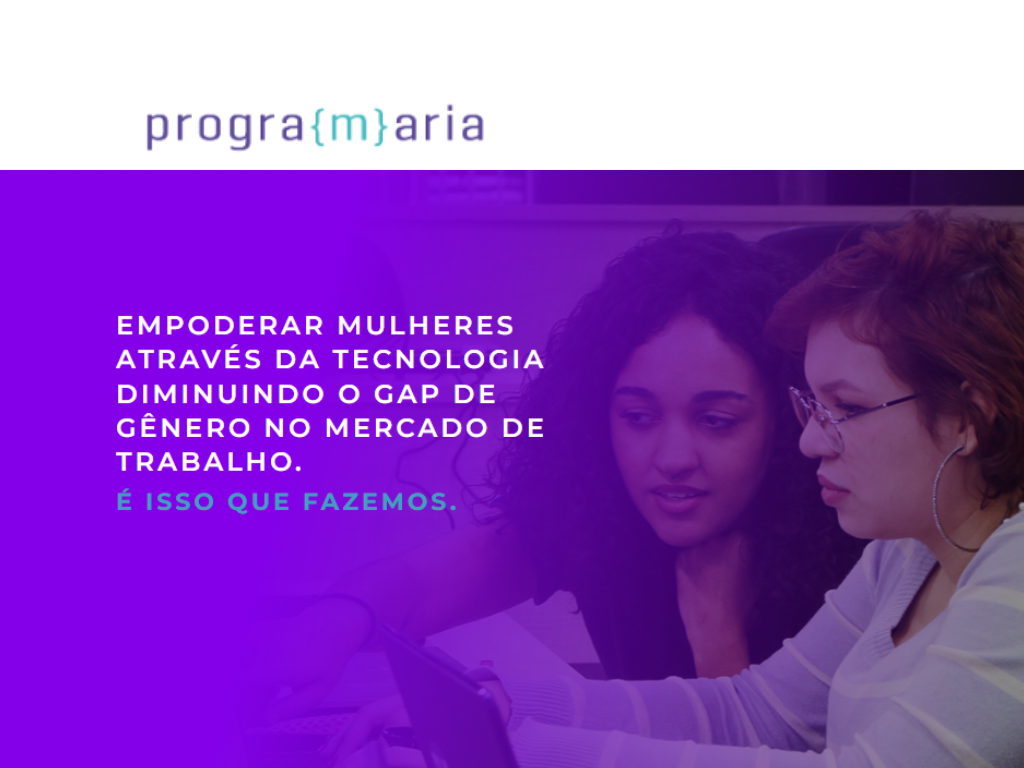 progra{m}aria
EMPODERAR MULHERES
ATRAVÉS DA TECNOLOGIA
DIMINUINDO O GAP DE
GÊNERO NO MERCADO DE
TRABALHO.
É ISSO QUE FAZEMOS.